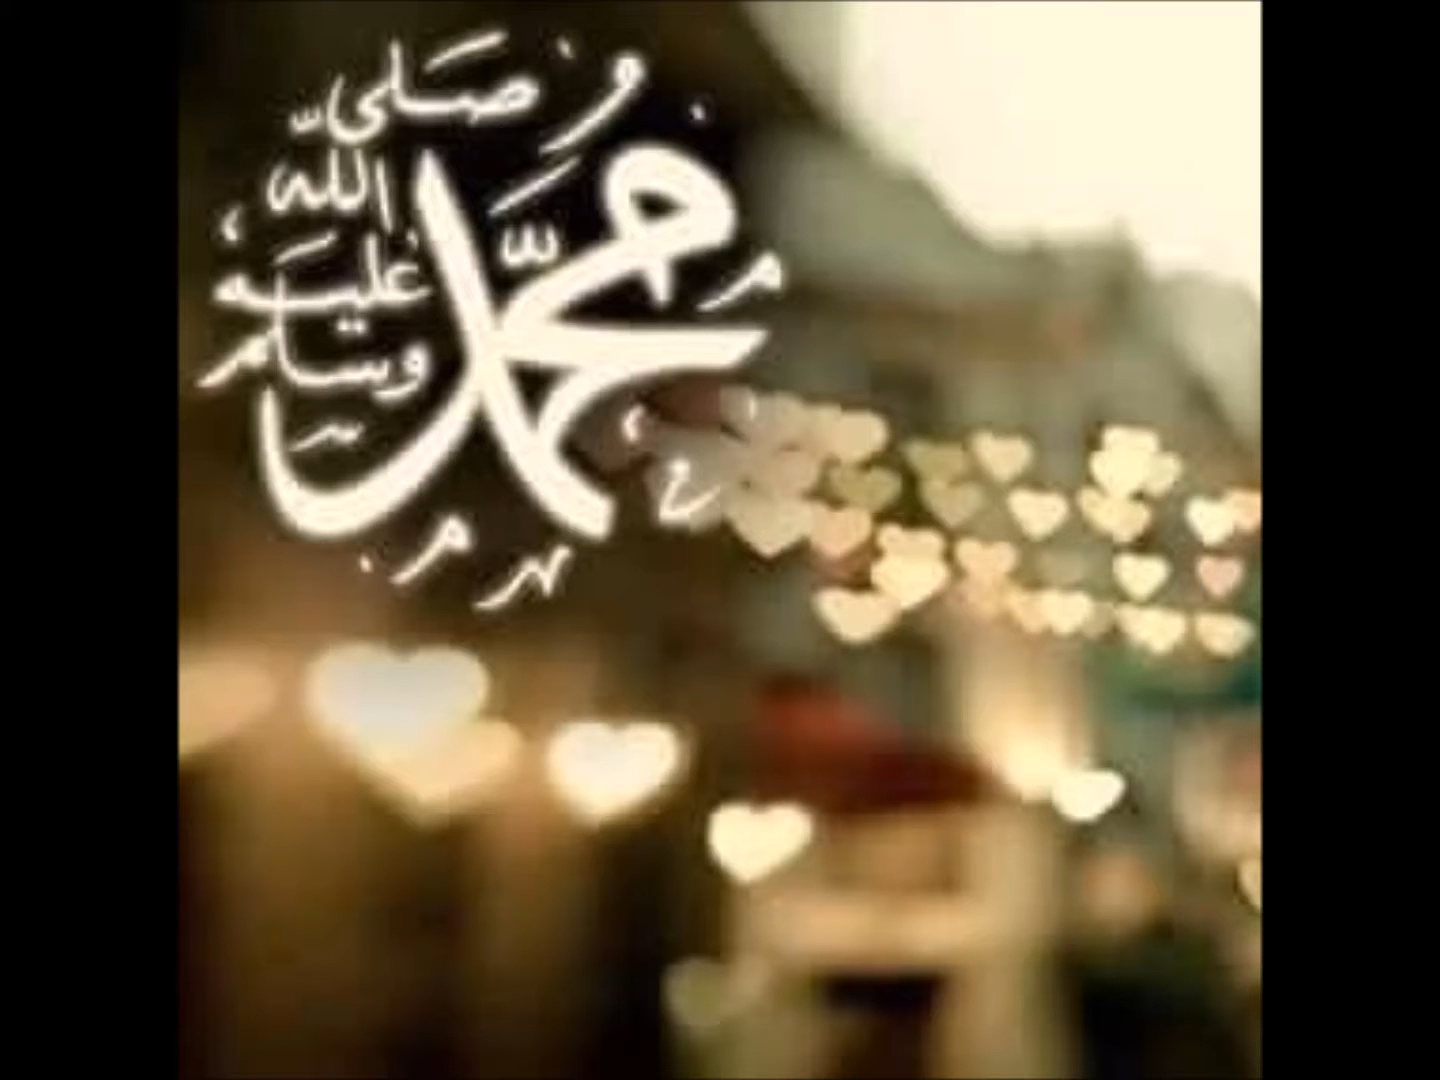 محمد
صلى
الله
عليه
وسلم